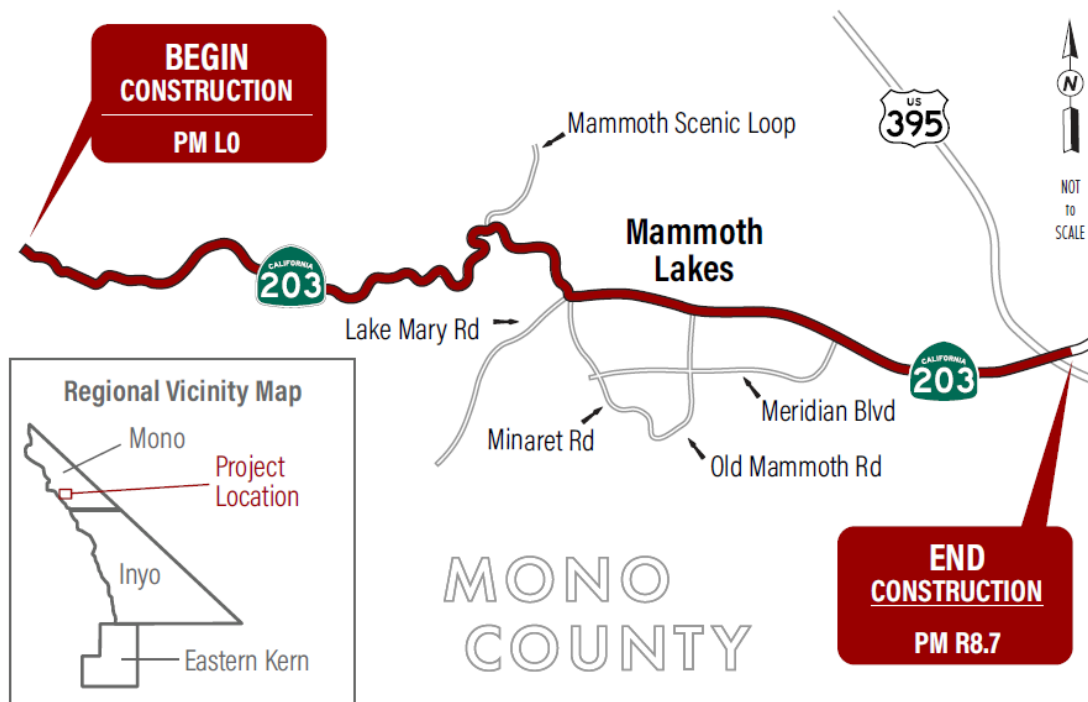 BEGIN
CONSTRUCTION
PM L0
Mammoth Scenic Loop
US
395
N
NOT
to
SCALE
Mammoth
Lakes
CALIFORNIA
203
Lake Mary Rd
CALIFORNIA
203
Meridian Blvd
Minaret Rd
Old Mammoth Rd
Regional Vicinity Map
Mono
Project
Location
Inyo
Eastern Kern
MONO
COUNTY
END
CONSTRUCTION
PM R8.7